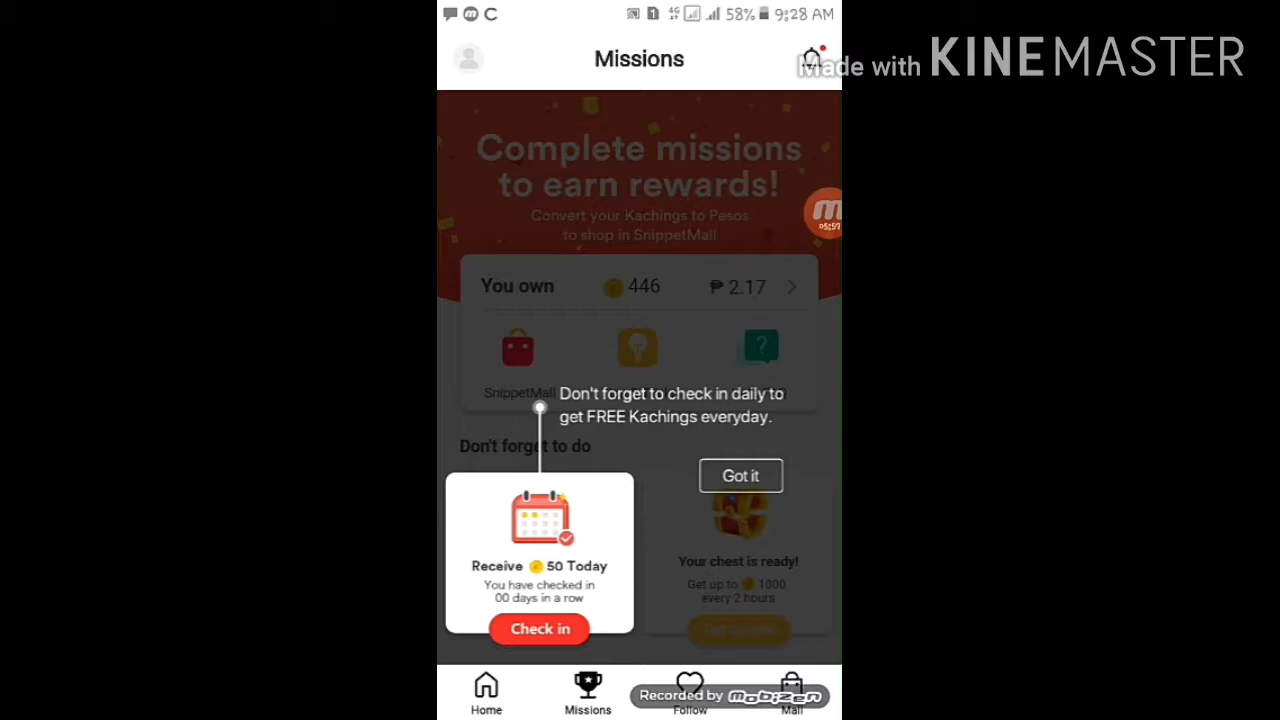 58% 9:28 AM
Missions
Made with KINEMASTER
Complete missions
to earn rewards!
Convert your Kachings to Pesos
to shop in SnippetMall
05:57
You own 446 ₱ 2.17
?
SnippetMall
Don't forget to check in daily to
get FREE Kachings everyday.
Don't forget to do
Got it
Receive 50 Today
You have checked in
00 days in a row
Check in
Your chest is ready!
Get up to 1000
every 2 hours
Home
Missions
Follow
Mall
Recorded by mobizen